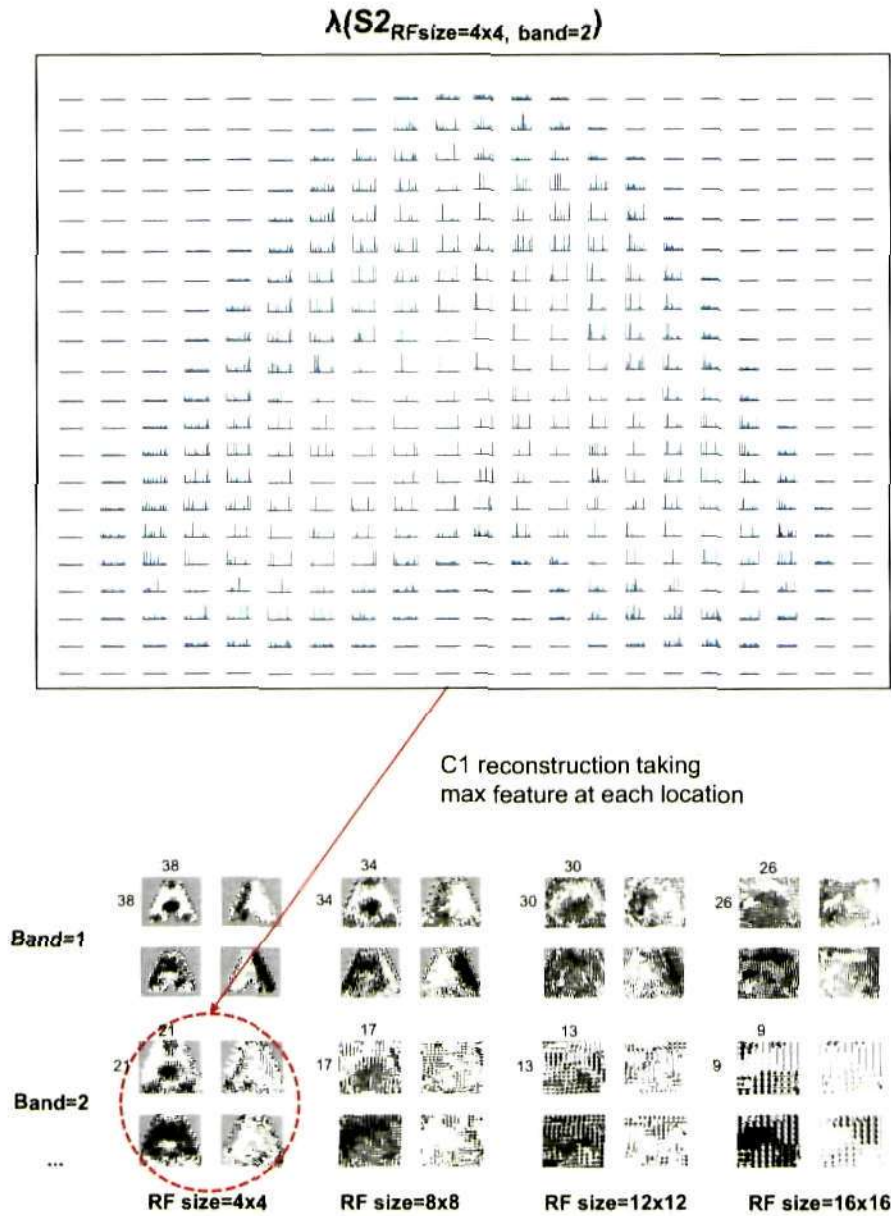 λ(S2RFsize=4x4, band=2)
C1 reconstruction taking
max feature at each location
38 34 30 26
38 34 30 26
Band=1
21 17 13 9
21 17 13 9
Band=2
...
RF size=4x4 RF size=8x8 RF size=12x12 RF size=16x16